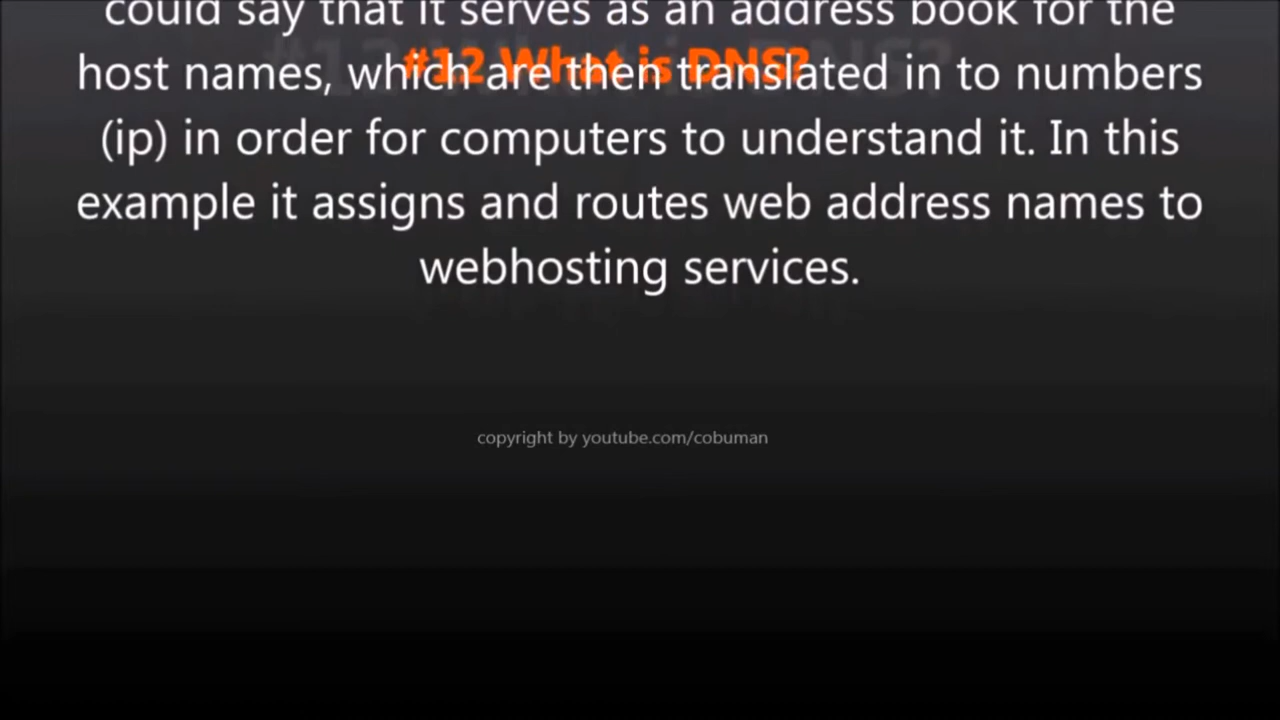 could say that it serves as an address book for the
#12 What is DNS?
host names, which are then translated in to numbers
(ip) in order for computers to understand it. In this
example it assigns and routes web address names to
webhosting services.
copyright by youtube.com/cobuman